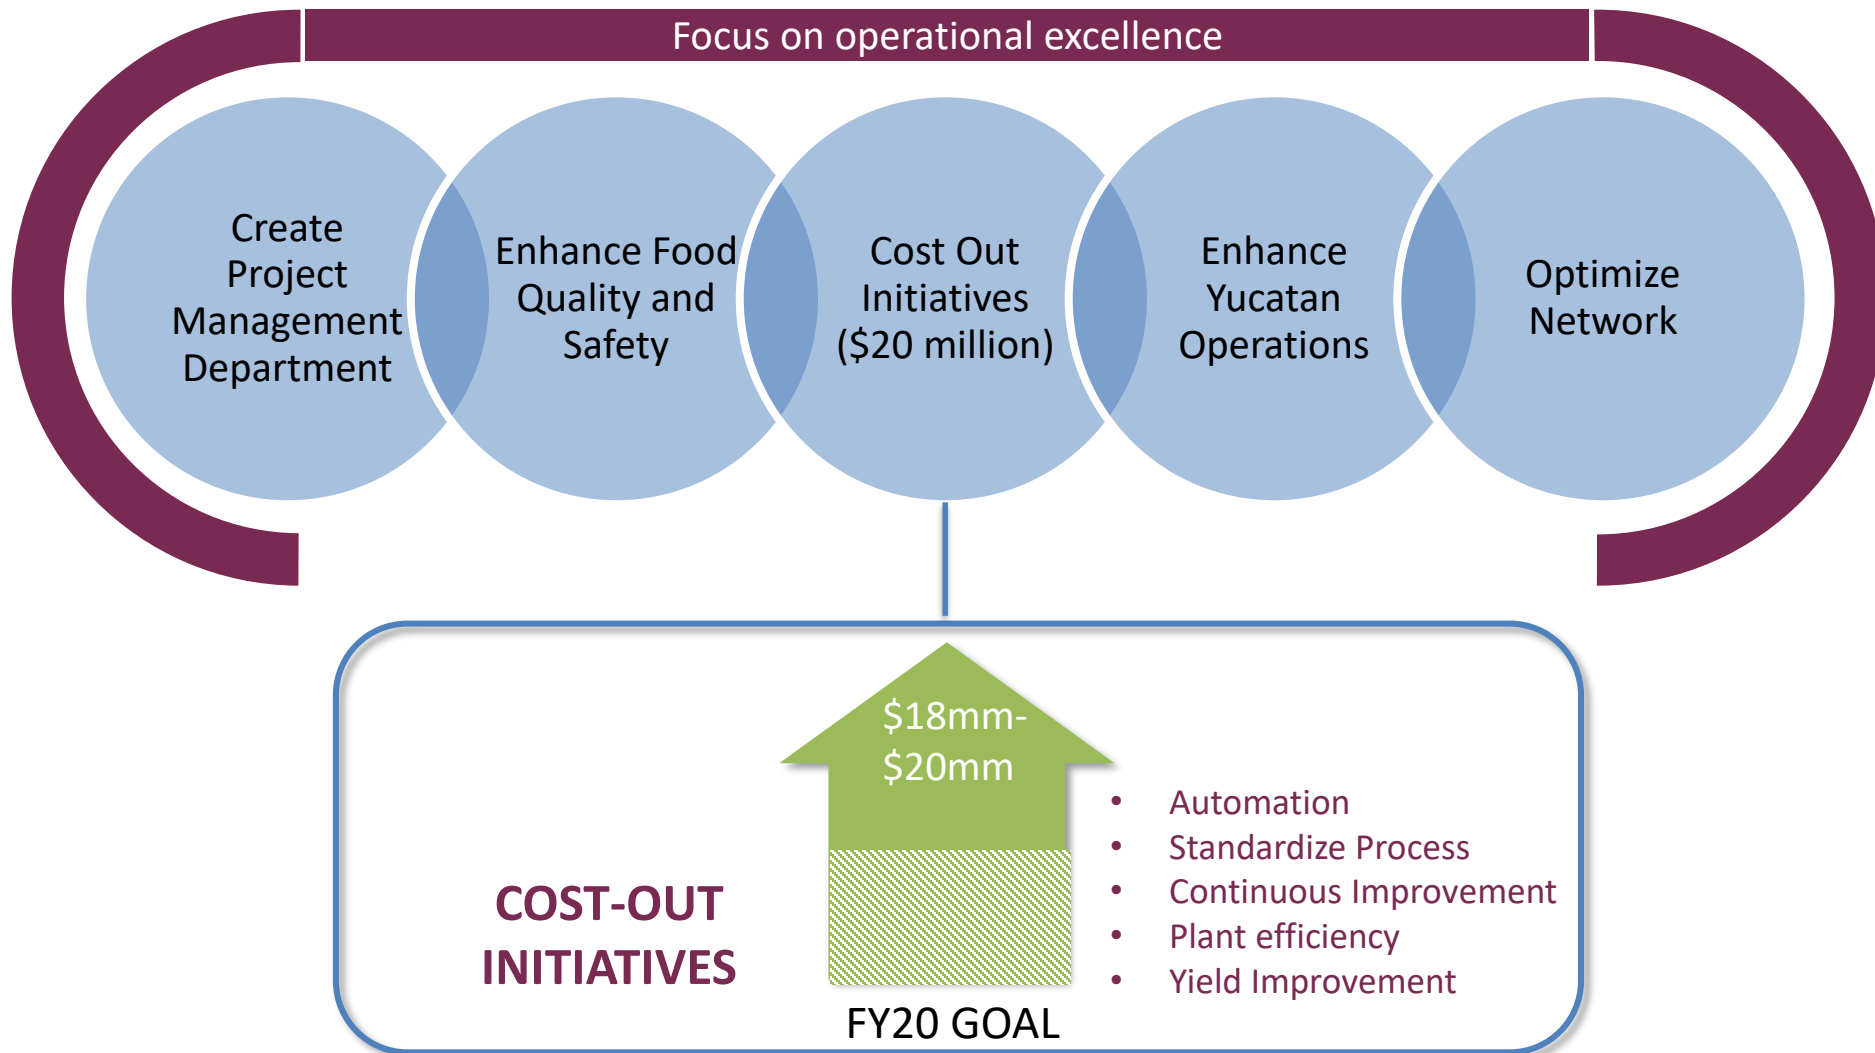 Focus on operational excellence
Create
Project
Management
Department
Enhance Food
Quality and
Safety
Cost Out
Initiatives
($20 million)
Enhance
Yucatan
Operations
Optimize
Network
$18mm-
$20mm
COST-OUT
INITIATIVES
• Automation
• Standardize Process
• Continuous Improvement
• Plant efficiency
• Yield Improvement
FY20 GOAL